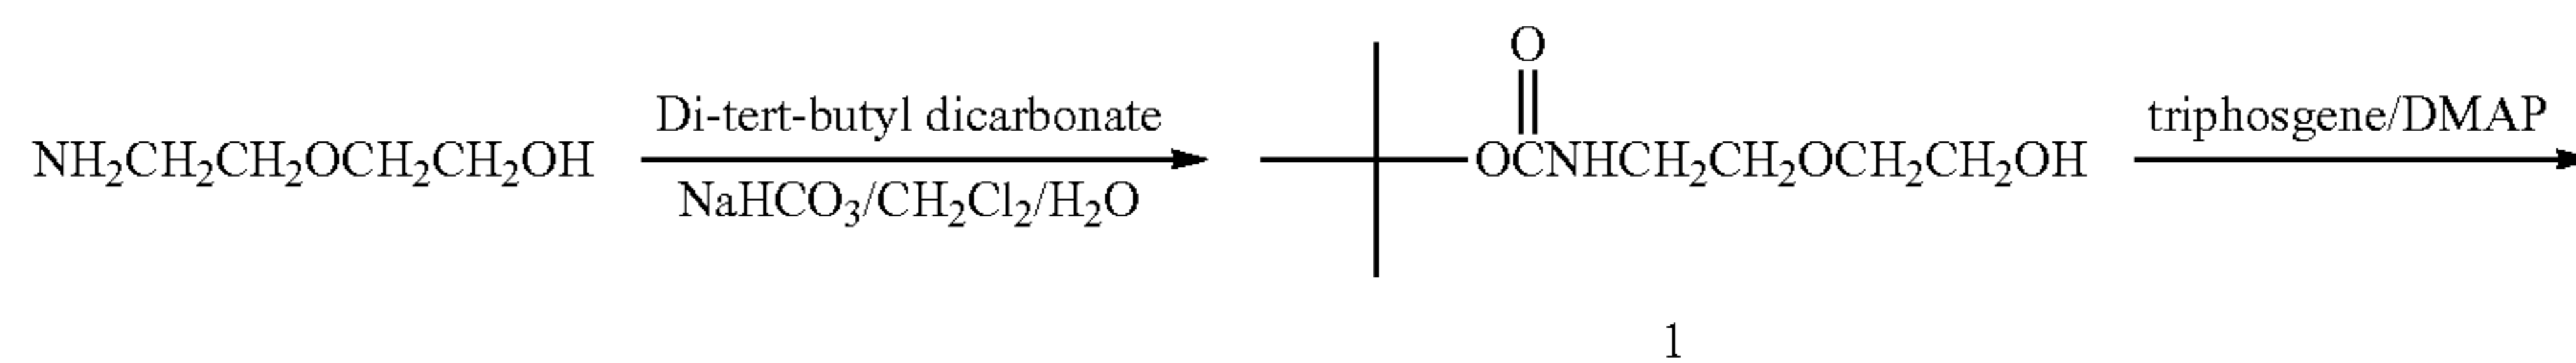 O
Di-tert-butyl dicarbonate
triphosgene/DMAP
NH₂CH₂CH₂OCH₂CH₂OH
OCNHCH₂CH₂OCH₂CH₂OH
NaHCO₃/CH₂Cl₂/H₂O
1